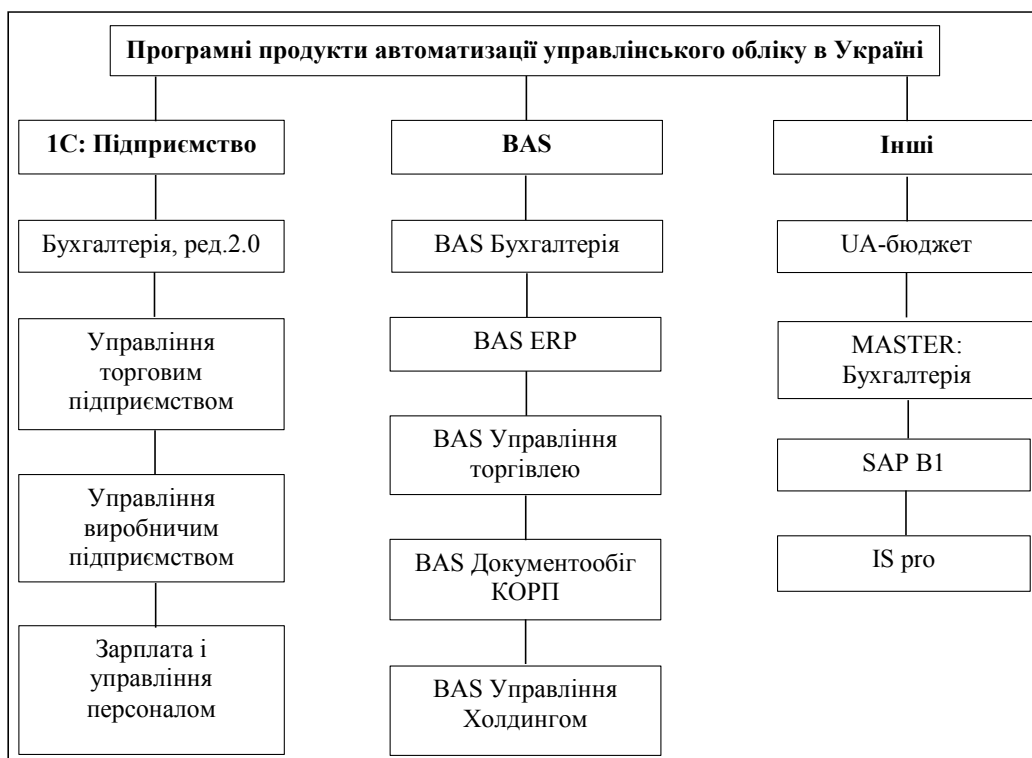 Програмні продукти автоматизації управлінського обліку в Україні
1С: Підприємство
Бухгалтерія, ред.2.0
Управління
торговим
підприємством
Управління
виробничим
підприємством
Зарплата і
управління
персоналом
BAS
BAS Бухгалтерія
BAS ERP
BAS Управління
торгівлею
BAS Документообіг
КОРП
BAS Управління
Холдингом
Інші
UA-бюджет
MASTER:
Бухгалтерія
SAP B1
IS pro